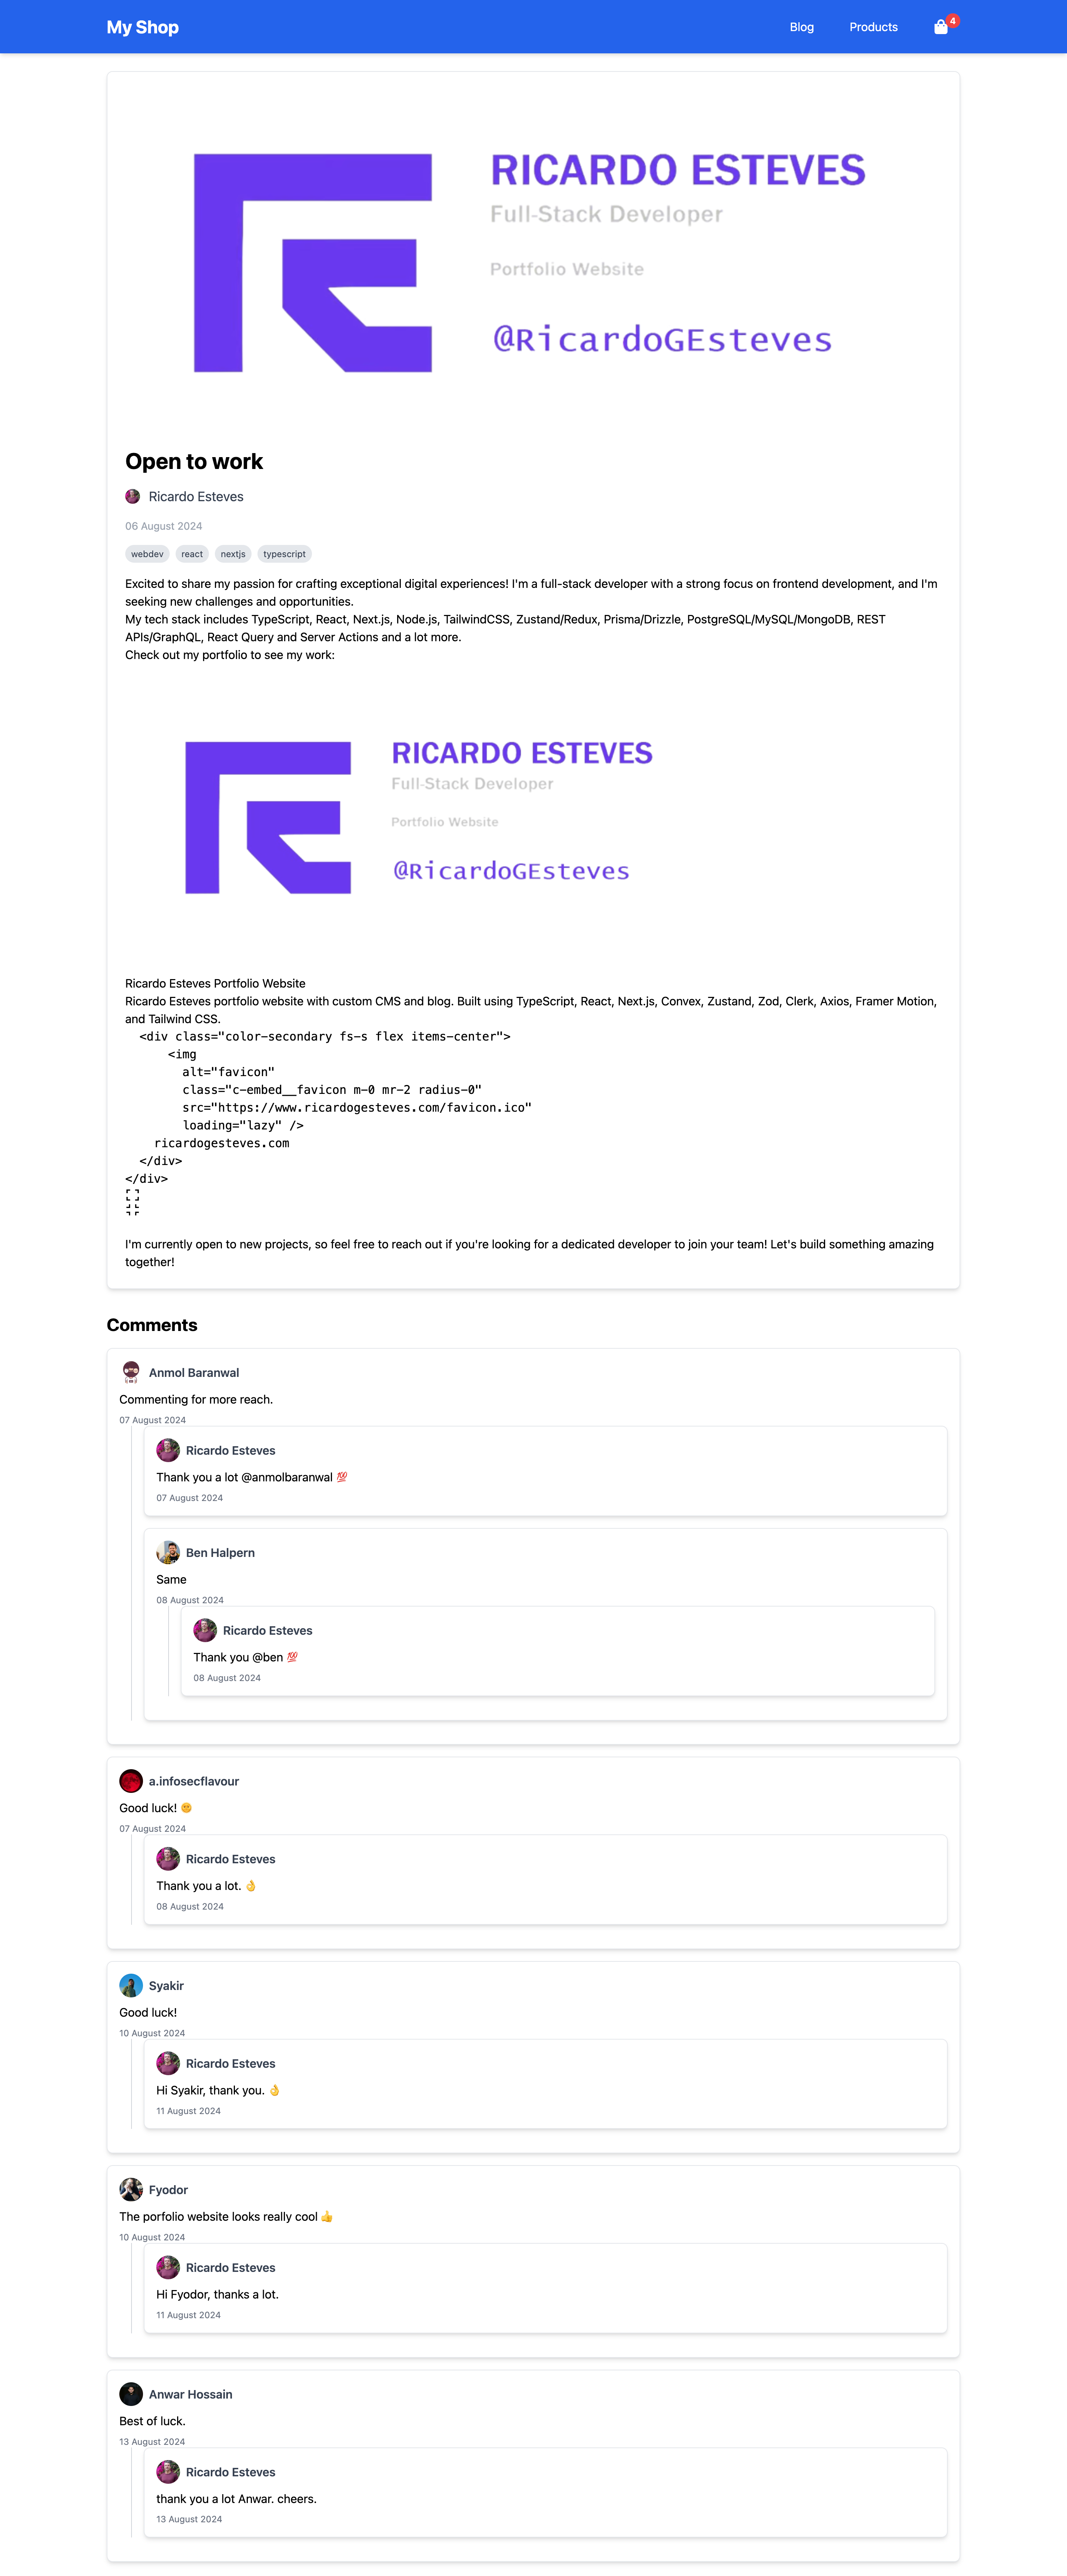 My Shop
Blog
Products
4
RICARDO ESTEVES
Full-Stack Developer
Portfolio Website
@RicardoGEsteves
Open to work
Ricardo Esteves
06 August 2024
webdev react nextjs typescript
Excited to share my passion for crafting exceptional digital experiences! I'm a full-stack developer with a strong focus on frontend development, and I'm
seeking new challenges and opportunities.
My tech stack includes TypeScript, React, Next.js, Node.js, TailwindCSS, Zustand/Redux, Prisma/Drizzle, PostgreSQL/MySQL/MongoDB, REST
APIs/GraphQL, React Query and Server Actions and a lot more.
Check out my portfolio to see my work:
RICARDO ESTEVES
Full-Stack Developer
Portfolio Website
@RicardoGEsteves
Ricardo Esteves Portfolio Website
Ricardo Esteves portfolio website with custom CMS and blog. Built using TypeScript, React, Next.js, Convex, Zustand, Zod, Clerk, Axios, Framer Motion,
and Tailwind CSS.
<div class="color-secondary fs-s flex items-center">
<img
alt="favicon"
class="c-embed__favicon m-0 mr-2 radius-0"
src="https://www.ricardogesteves.com/favicon.ico"
loading="lazy" />
ricardogesteves.com
</div>
</div>
I'm currently open to new projects, so feel free to reach out if you're looking for a dedicated developer to join your team! Let's build something amazing
together!
Comments
Anmol Baranwal
Commenting for more reach.
07 August 2024
Ricardo Esteves
Thank you a lot @anmolbaranwal 💯
07 August 2024
Ben Halpern
Same
08 August 2024
Ricardo Esteves
Thank you @ben 💯
08 August 2024
a.infosecflavour
Good luck! 🌞
07 August 2024
Ricardo Esteves
Thank you a lot. 👌
08 August 2024
Syakir
Good luck!
10 August 2024
Ricardo Esteves
Hi Syakir, thank you. 👌
11 August 2024
Fyodor
The porfolio website looks really cool 👍
10 August 2024
Ricardo Esteves
Hi Fyodor, thanks a lot.
11 August 2024
Anwar Hossain
Best of luck.
13 August 2024
Ricardo Esteves
thank you a lot Anwar. cheers.
13 August 2024